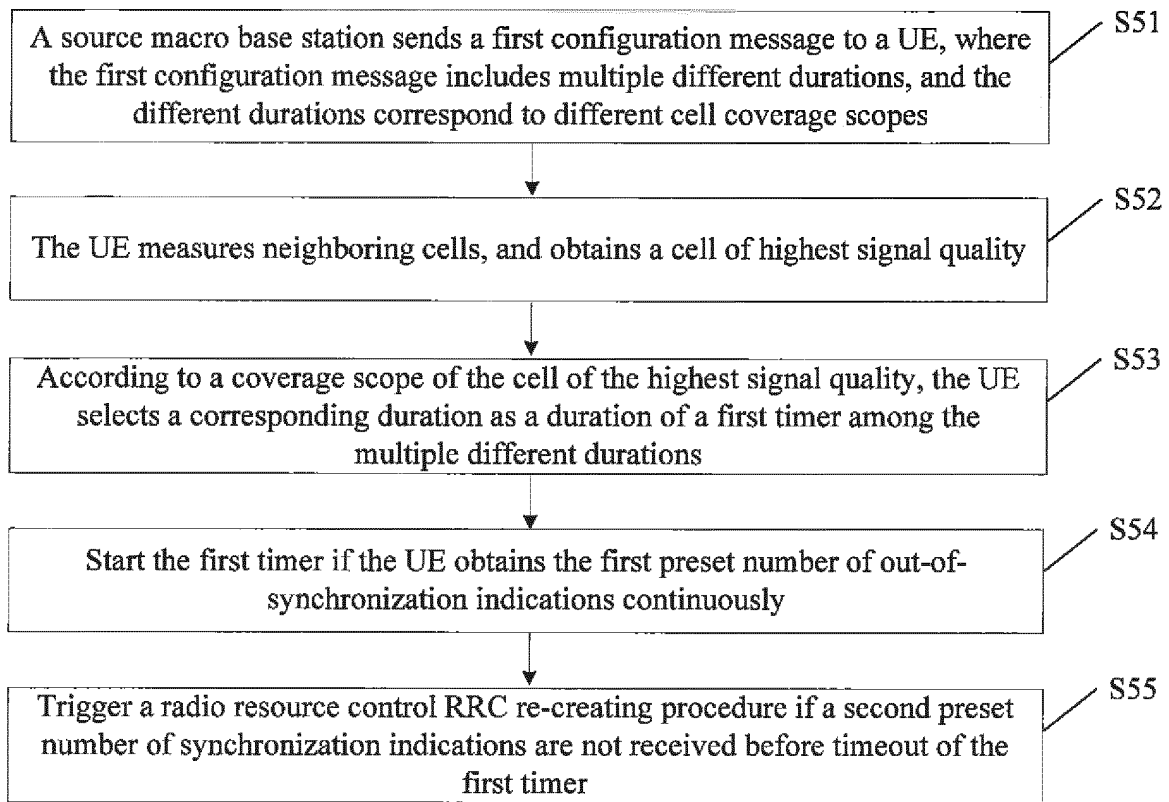 S51
A source macro base station sends a first configuration message to a UE, where
the first configuration message includes multiple different durations, and the
different durations correspond to different cell coverage scopes
S52
The UE measures neighboring cells, and obtains a cell of highest signal quality
S53
According to a coverage scope of the cell of the highest signal quality, the UE
selects a corresponding duration as a duration of a first timer among the
multiple different durations
S54
Start the first timer if the UE obtains the first preset number of out-of-
synchronization indications continuously
S55
Trigger a radio resource control RRC re-creating procedure if a second preset
number of synchronization indications are not received before timeout of the
first timer